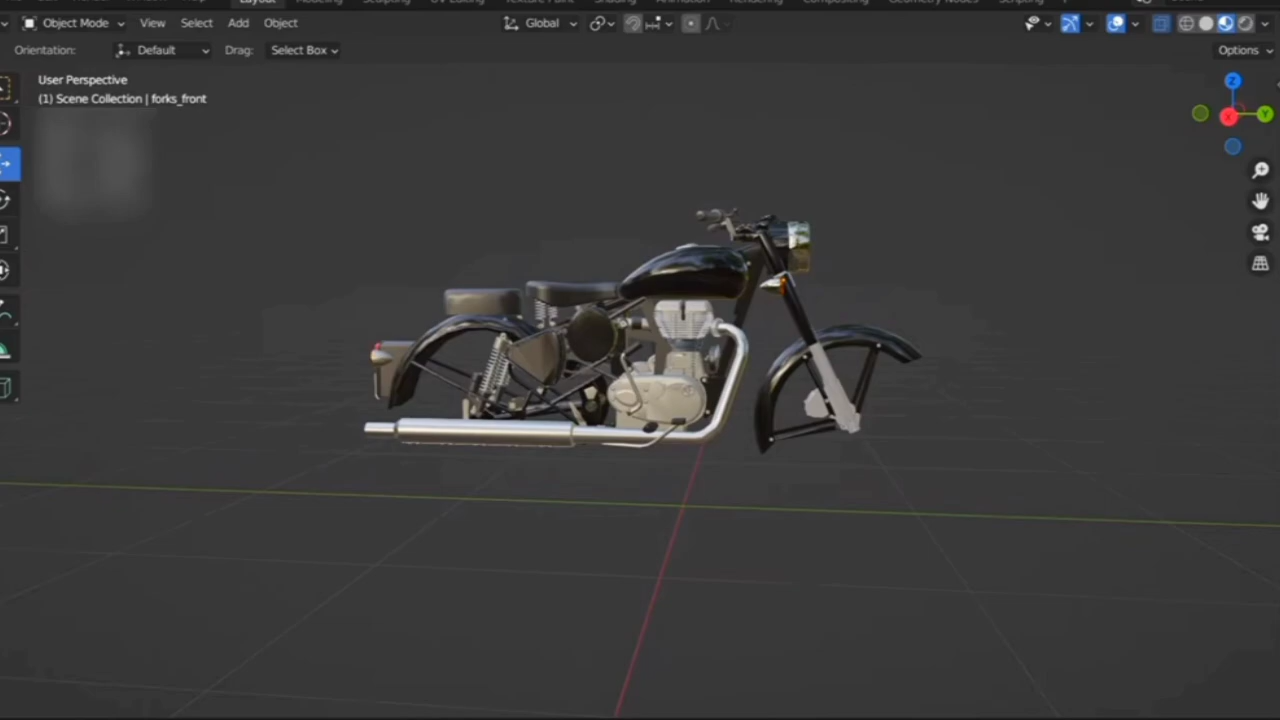 Object Mode View Select Add Object Global
Orientation: Default Drag: Select Box Options
User Perspective
(1) Scene Collection | forks_front
Z
Y
X